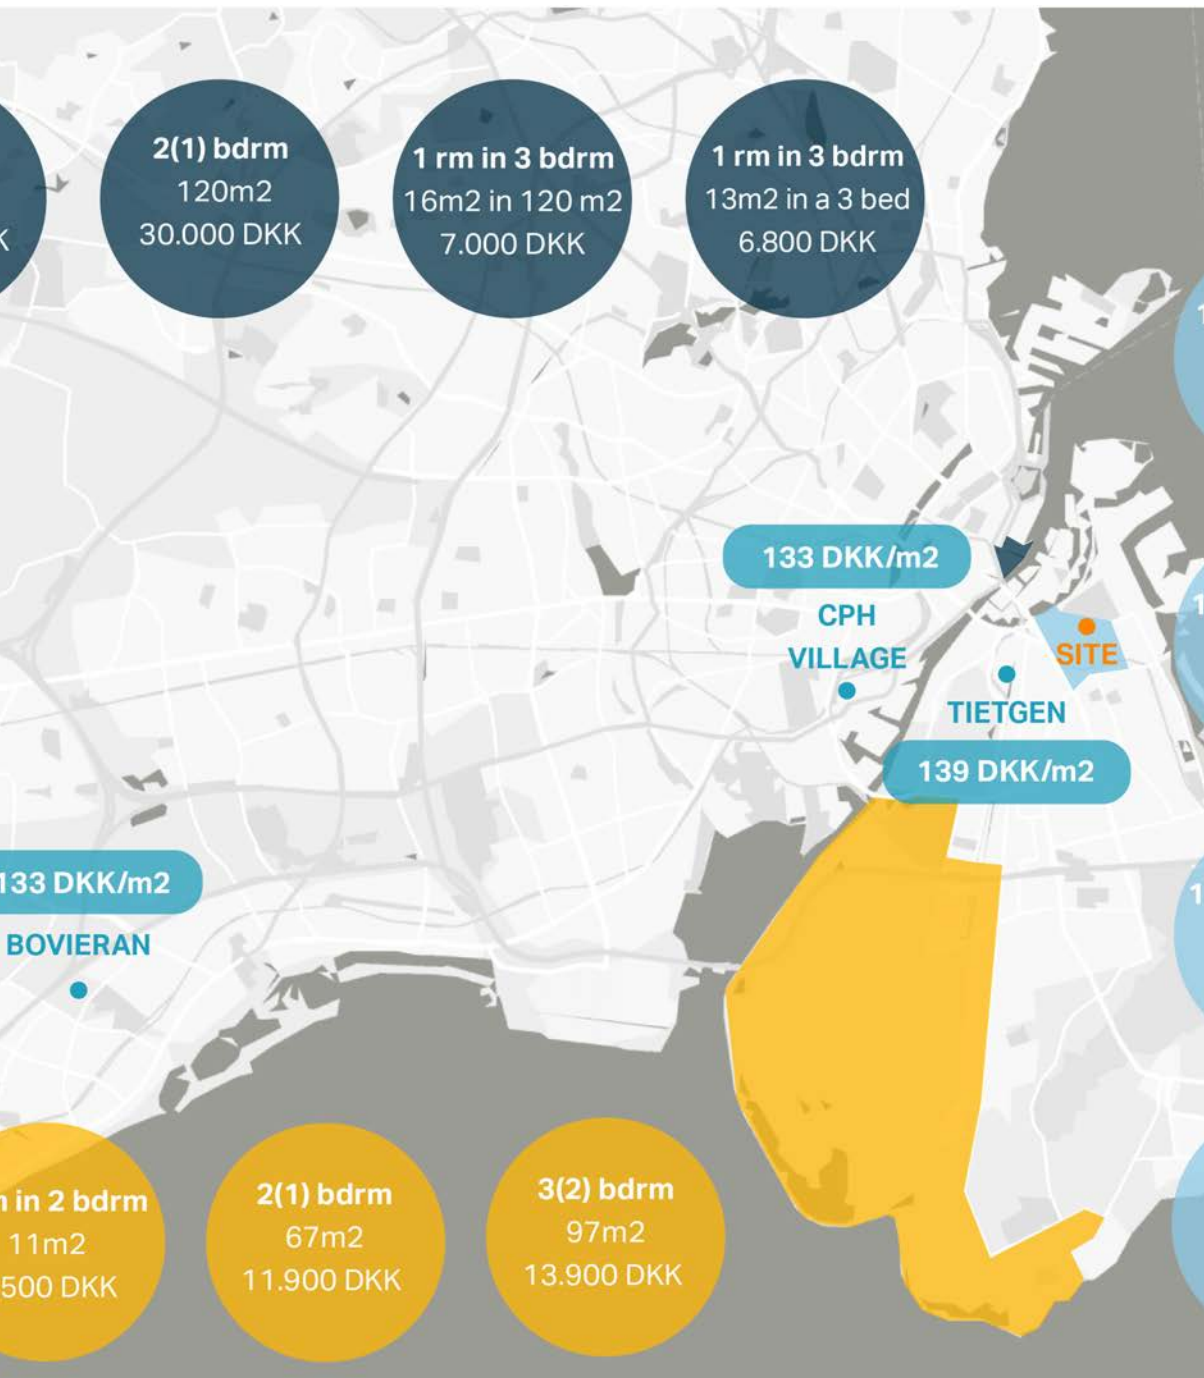 2(1) bdrm
120m2
30.000 DKK
1 rm in 3 bdrm
16m2 in 120 m2
7.000 DKK
1 rm in 3 bdrm
13m2 in a 3 bed
6.800 DKK
133 DKK/m2
CPH
VILLAGE
SITE
TIETGEN
139 DKK/m2
133 DKK/m2
BOVIERAN
in 2 bdrm
11m2
500 DKK
2(1) bdrm
67m2
11.900 DKK
3(2) bdrm
97m2
13.900 DKK